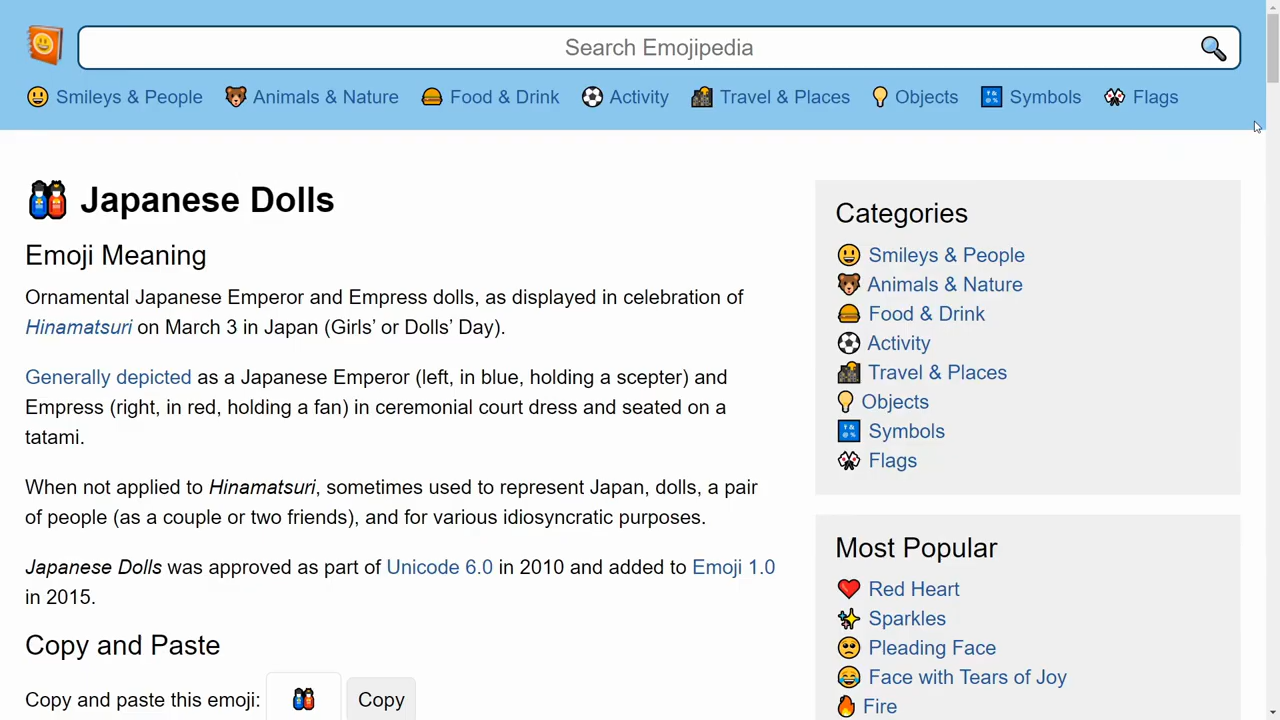 Search Emojipedia
Smileys & People Animals & Nature Food & Drink Activity Travel & Places Objects Symbols Flags
Japanese Dolls
Emoji Meaning
Ornamental Japanese Emperor and Empress dolls, as displayed in celebration of
Hinamatsuri on March 3 in Japan (Girls’ or Dolls’ Day).
Generally depicted as a Japanese Emperor (left, in blue, holding a scepter) and
Empress (right, in red, holding a fan) in ceremonial court dress and seated on a
tatami.
When not applied to Hinamatsuri, sometimes used to represent Japan, dolls, a pair
of people (as a couple or two friends), and for various idiosyncratic purposes.
Japanese Dolls was approved as part of Unicode 6.0 in 2010 and added to Emoji 1.0
in 2015.
Copy and Paste
Copy and paste this emoji: Copy
Categories
Smileys & People
Animals & Nature
Food & Drink
Activity
Travel & Places
Objects
Symbols
Flags
Most Popular
Red Heart
Sparkles
Pleading Face
Face with Tears of Joy
Fire